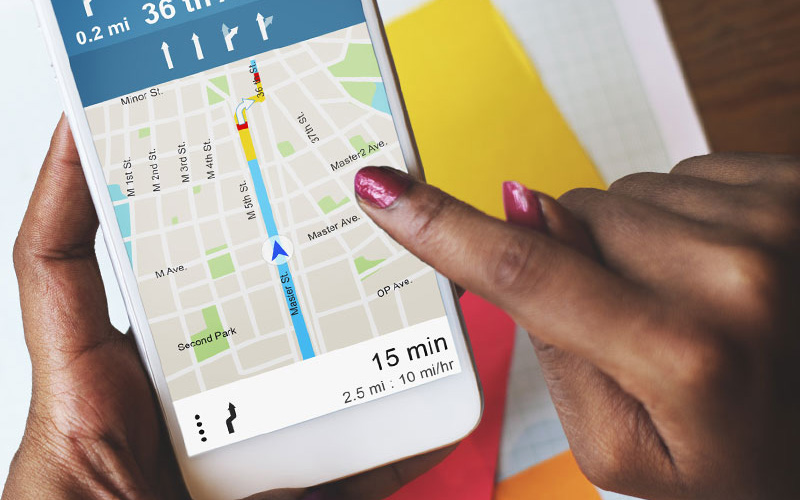 0.2 mi
36 th
Minor St.
36 th St.
37th St.
M 1st St.
M 2nd St.
M 3rd St.
M 4th St.
Master2 Ave.
M 5th St.
Master Ave.
M Ave.
Master St.
OP Ave.
Second Park
15 min
2.5 mi : 10 mi/hr